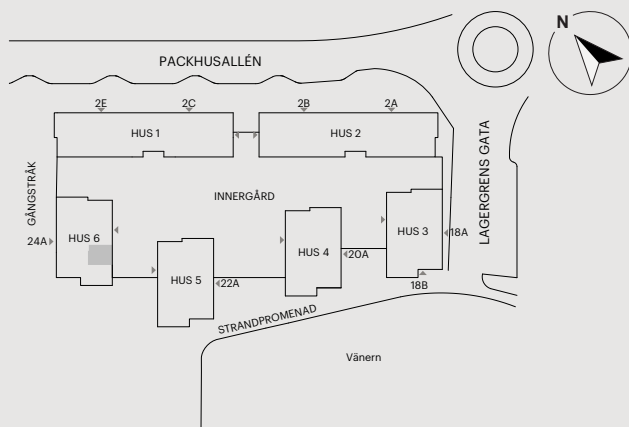 N
PACKHUSALLÉN
2E
2C
2B
2A
HUS 1
HUS 2
LAGERGRENS GATA
GÅNGSTRÅK
INNERGÅRD
24A
HUS 6
HUS 5
22A
HUS 4
20A
HUS 3
18A
18B
STRANDPROMENAD
Vänern